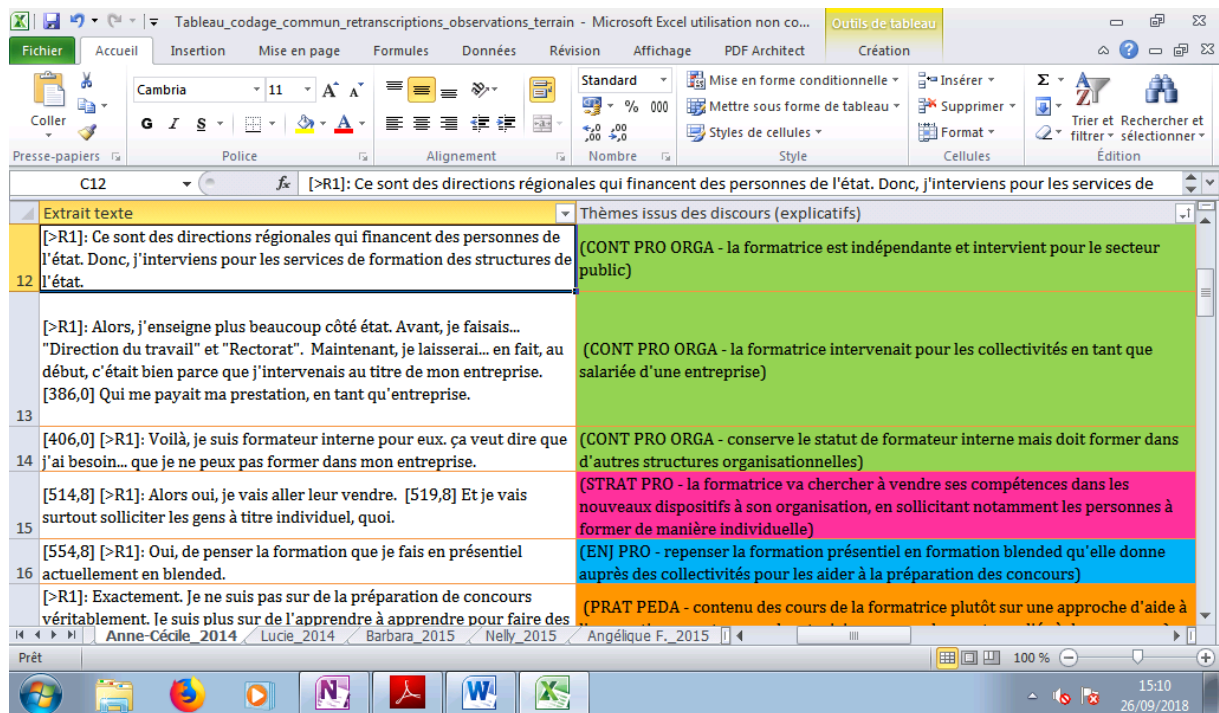 Tableau_codage_commun_retranscriptions_observations_terrain - Microsoft Excel utilisation non co...
Outils de tableau
Fichier Accueil Insertion Mise en page Formules Données Révision Affichage PDF Architect Création
Coller
Cambria 11 A A
G I S A
Standard
% 000
,0 ,00
,00 ,0
Mise en forme conditionnelle
Mettre sous forme de tableau
Styles de cellules
Insérer
Supprimer
Format
Σ
Trier et filtrer
Rechercher et sélectionner
Presse-papiers Police Alignement Nombre Style Cellules Édition
C12 fx [>R1]: Ce sont des directions régionales qui financent des personnes de l'état. Donc, j'interviens pour les services de
Extrait texte Thèmes issus des discours (explicatifs)
[>R1]: Ce sont des directions régionales qui financent des personnes de
l'état. Donc, j'interviens pour les services de formation des structures de
12 l'état.
(CONT PRO ORGA - la formatrice est indépendante et intervient pour le secteur
public)
[>R1]: Alors, j'enseigne plus beaucoup côté état. Avant, je faisais...
"Direction du travail" et "Rectorat". Maintenant, je laisserai... en fait, au
début, c'était bien parce que j'intervenais au titre de mon entreprise.
[386,0] Qui me payait ma prestation, en tant qu'entreprise.
13
(CONT PRO ORGA - la formatrice intervenait pour les collectivités en tant que
salariée d'une entreprise)
[406,0] [>R1]: Voilà, je suis formateur interne pour eux. ça veut dire que
14 j'ai besoin... que je ne peux pas former dans mon entreprise.
(CONT PRO ORGA - conserve le statut de formateur interne mais doit former dans
d'autres structures organisationnelles)
[514,8] [>R1]: Alors oui, je vais aller leur vendre. [519,8] Et je vais
surtout solliciter les gens à titre individuel, quoi.
15
(STRAT PRO - la formatrice va chercher à vendre ses compétences dans les
nouveaux dispositifs à son organisation, en sollicitant notamment les personnes à
former de manière individuelle)
[554,8] [>R1]: Oui, de penser la formation que je fais en présentiel
16 actuellement en blended.
(ENJ PRO - repenser la formation présentiel en formation blended qu'elle donne
auprès des collectivités pour les aider à la préparation des concours)
[>R1]: Exactement. Je ne suis pas sur de la préparation de concours
véritablement. Je suis plus sur de l'apprendre à apprendre pour faire des
(PRAT PEDA - contenu des cours de la formatrice plutôt sur une approche d'aide à
Anne-Cécile_2014 Lucie_2014 Barbara_2015 Nelly_2015 Angélique F._2015
Prêt 100 %
15:10
26/09/2018